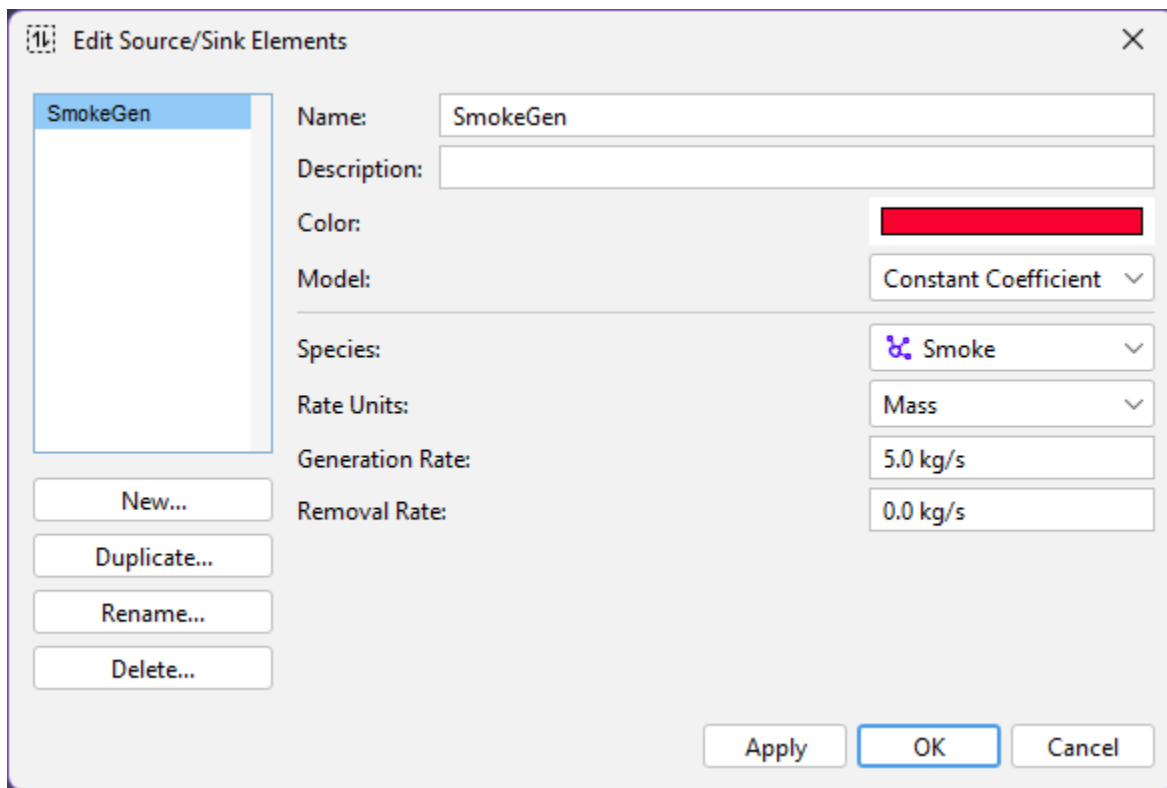 Edit Source/Sink Elements
SmokeGen
Name: SmokeGen
Description:
Color:
Model: Constant Coefficient
Species: Smoke
Rate Units: Mass
Generation Rate: 5.0 kg/s
Removal Rate: 0.0 kg/s
New...
Duplicate...
Rename...
Delete...
Apply OK Cancel